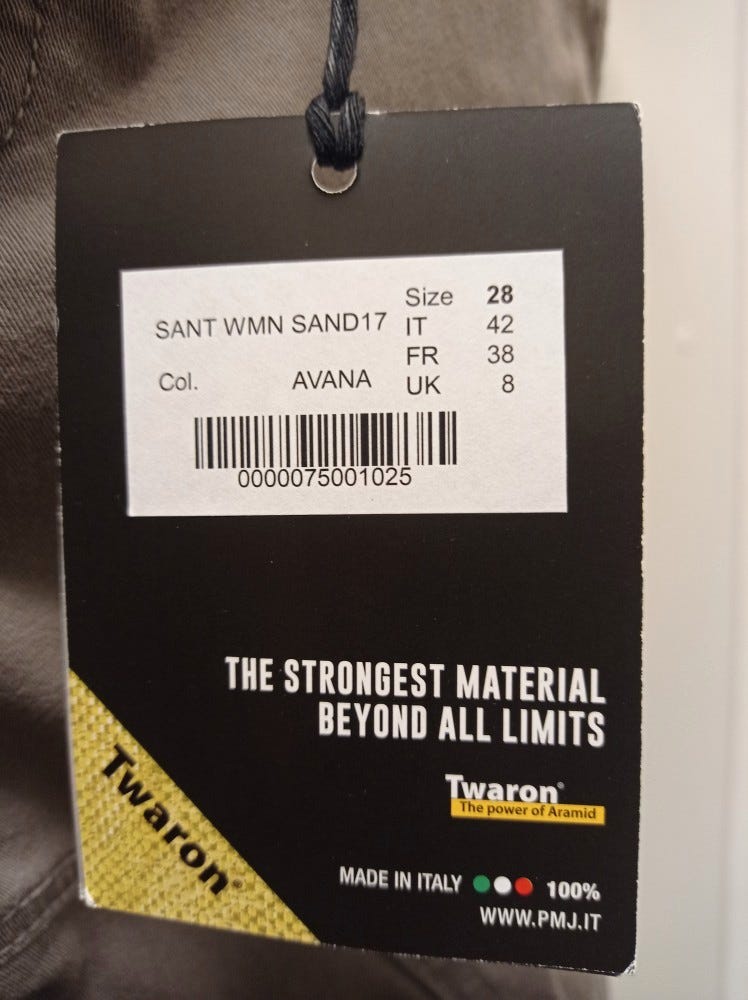 SANT WMN SAND17
Size 28
IT 42
FR 38
UK 8
Col. AVANA
0000075001025
THE STRONGEST MATERIAL
BEYOND ALL LIMITS
Twaron®
The power of Aramid
Twaron®
MADE IN ITALY 100%
WWW.PMJ.IT